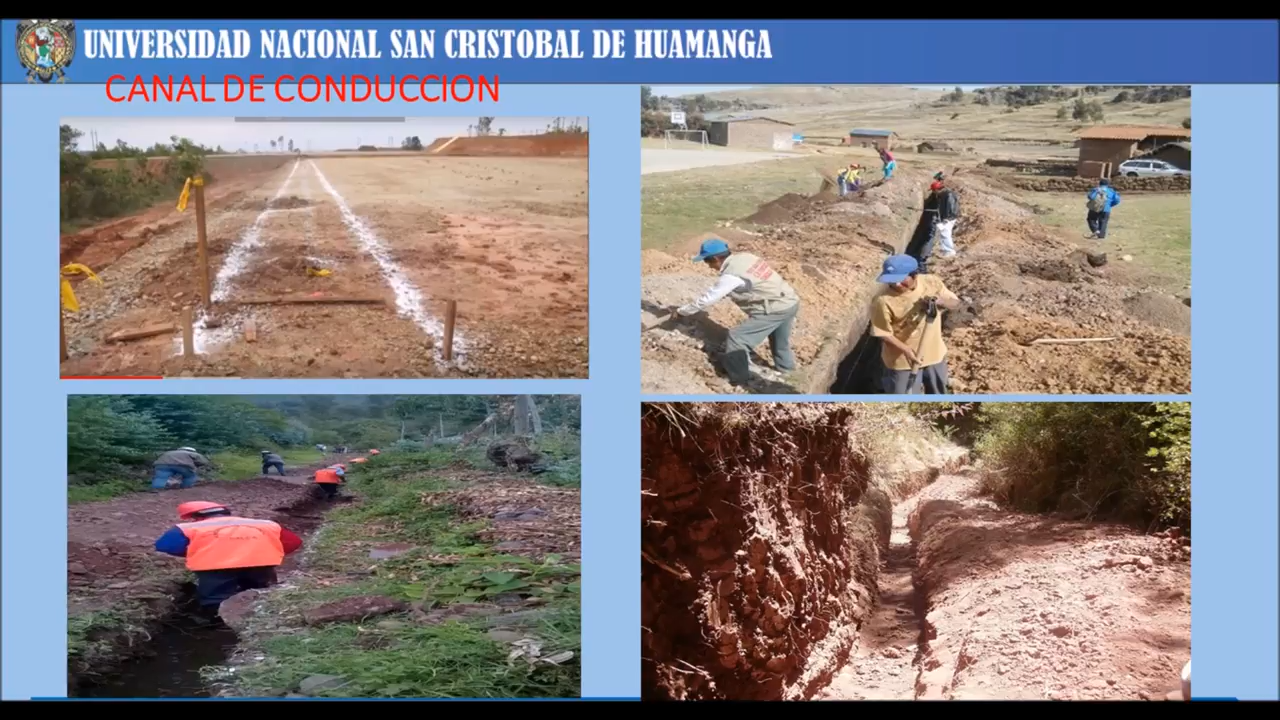 UNIVERSIDAD NACIONAL SAN CRISTOBAL DE HUAMANGA
CANAL DE CONDUCCION